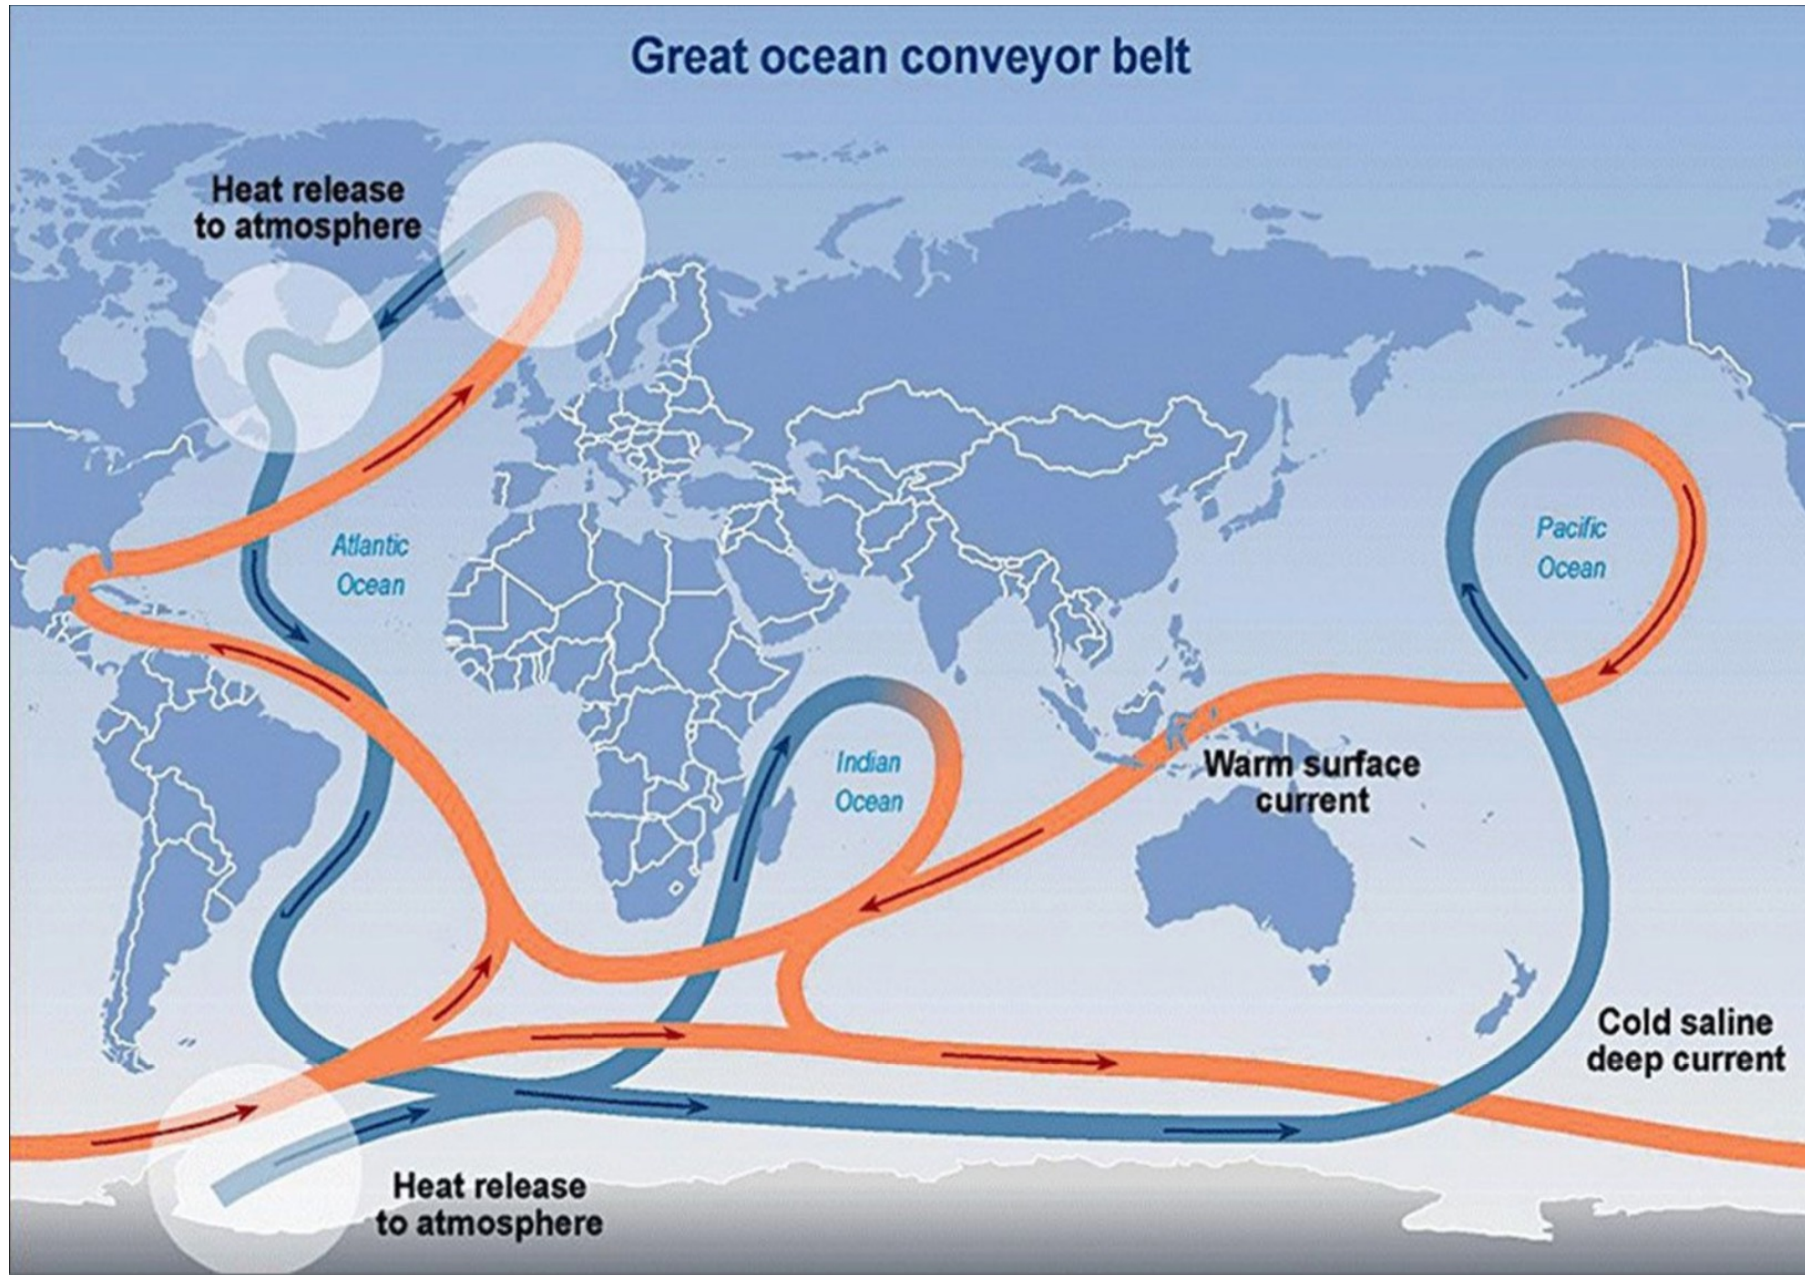 Great ocean conveyor belt
Heat release
to atmosphere
Atlantic
Ocean
Pacific
Ocean
Indian
Ocean
Warm surface
current
Cold saline
deep current
Heat release
to atmosphere